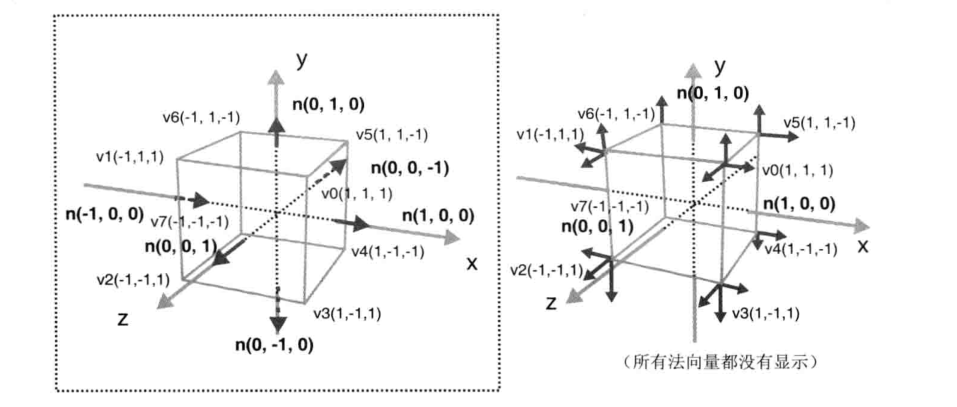 y
n(0, 1, 0)
v6(-1, 1,-1)
v5(1, 1,-1)
v1(-1,1,1)
n(0, 0, -1)
v0(1, 1, 1)
n(-1, 0, 0)
v7(-1,-1,-1)
n(1, 0, 0)
n(0, 0, 1)
v4(1,-1,-1)
x
v2(-1,-1,1)
z
v3(1,-1,1)
n(0, -1, 0)
y
n(0, 1, 0)
v6(-1, 1,-1)
v5(1, 1,-1)
v1(-1,1,1)
v0(1, 1, 1)
v7(-1,-1,-1)
n(1, 0, 0)
n(0, 0, 1)
v4(1,-1,-1)
x
v2(-1,-1,1)
z
v3(1,-1,1)
（所有法向量都没有显示）